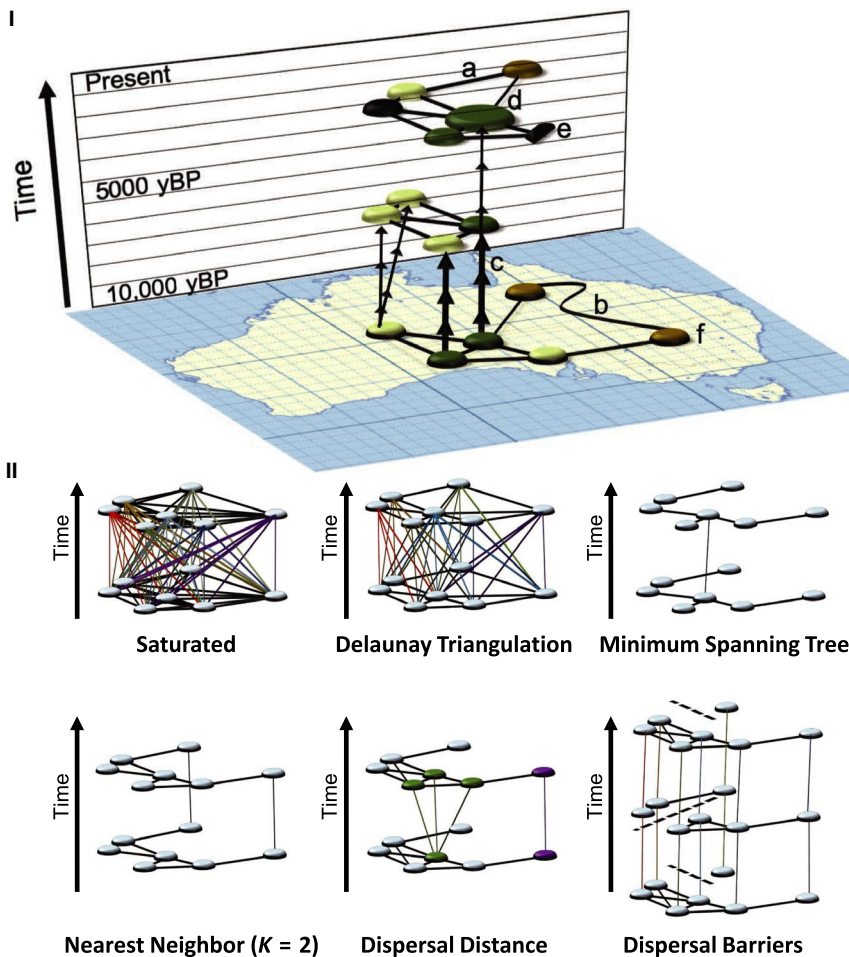 I
Time
Present
5000 yBP
10,000 yBP
a
d
e
c
b
f
II
Time
Time
Time
Saturated
Delaunay Triangulation
Minimum Spanning Tree
Time
Time
Time
Nearest Neighbor (K = 2)
Dispersal Distance
Dispersal Barriers